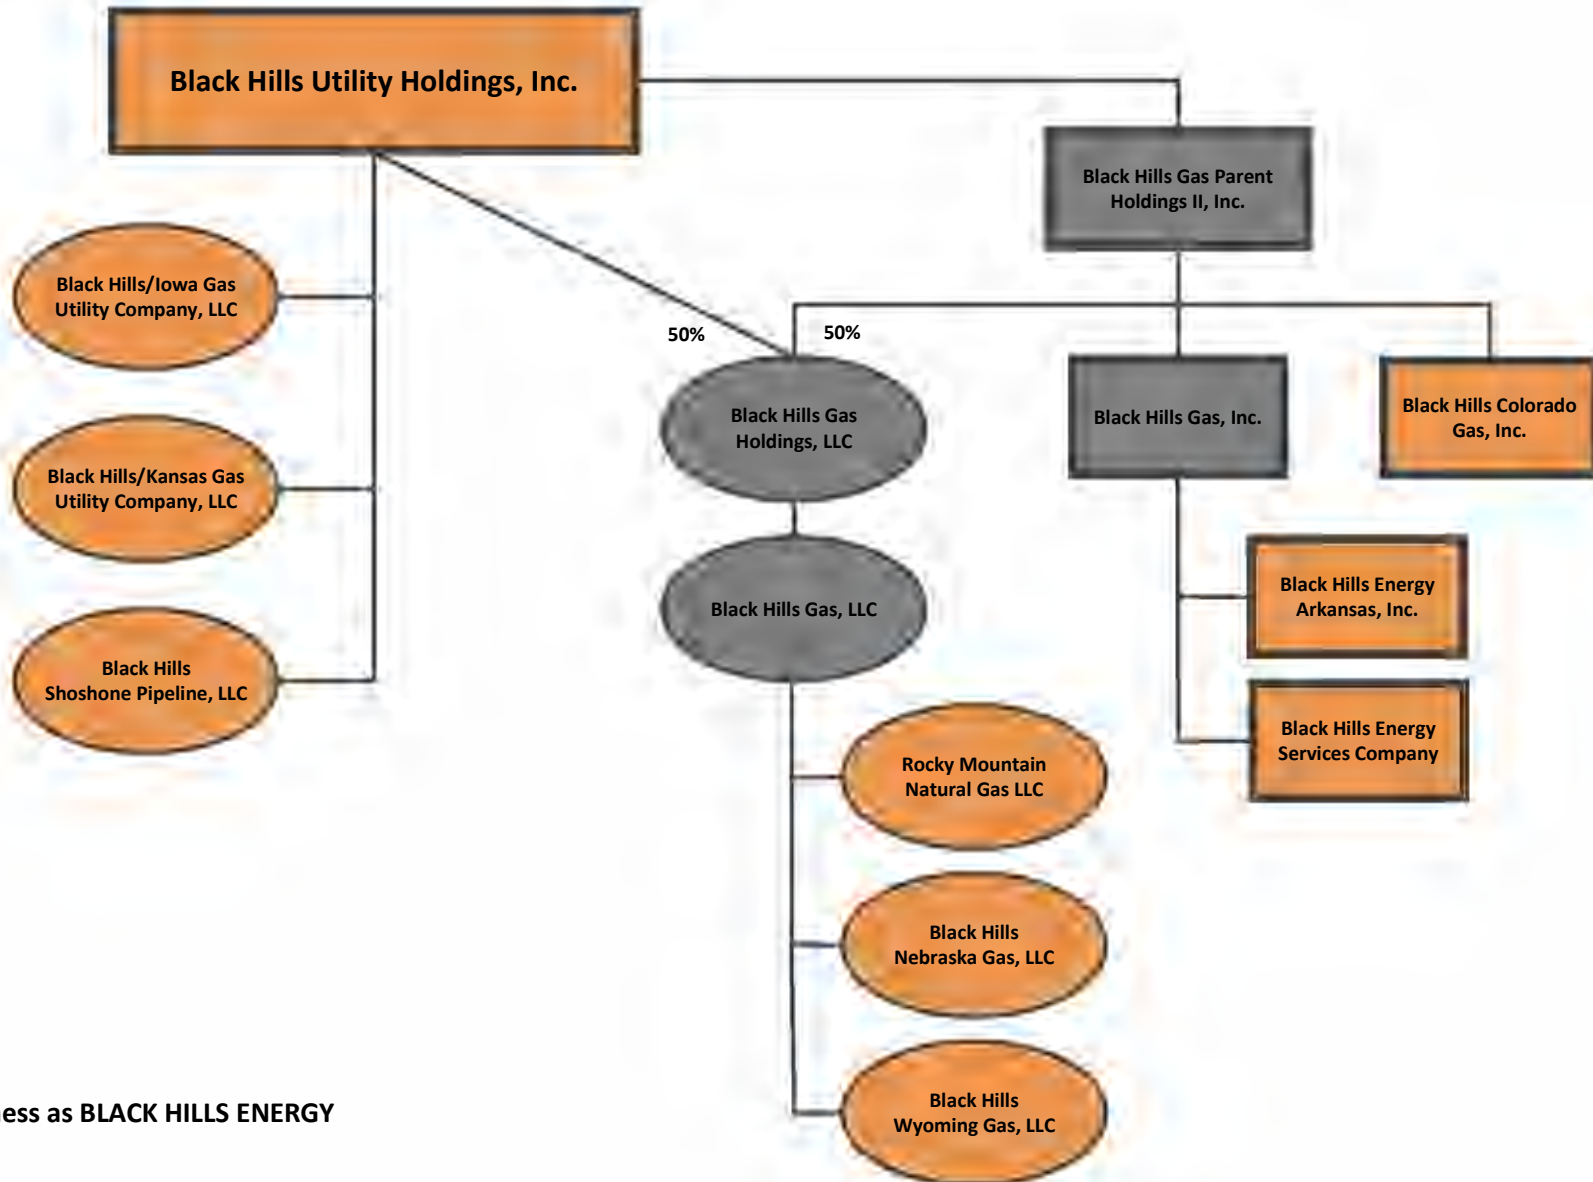 Black Hills Utility Holdings, Inc.
Black Hills Gas Parent
Holdings II, Inc.
Black Hills/Iowa Gas
Utility Company, LLC
50%
50%
Black Hills Gas
Holdings, LLC
Black Hills Gas, Inc.
Black Hills Colorado
Gas, Inc.
Black Hills/Kansas Gas
Utility Company, LLC
Black Hills Gas, LLC
Black Hills Energy
Arkansas, Inc.
Black Hills
Shoshone Pipeline, LLC
Black Hills Energy
Services Company
Rocky Mountain
Natural Gas LLC
Black Hills
Nebraska Gas, LLC
Black Hills
Wyoming Gas, LLC
ness as BLACK HILLS ENERGY